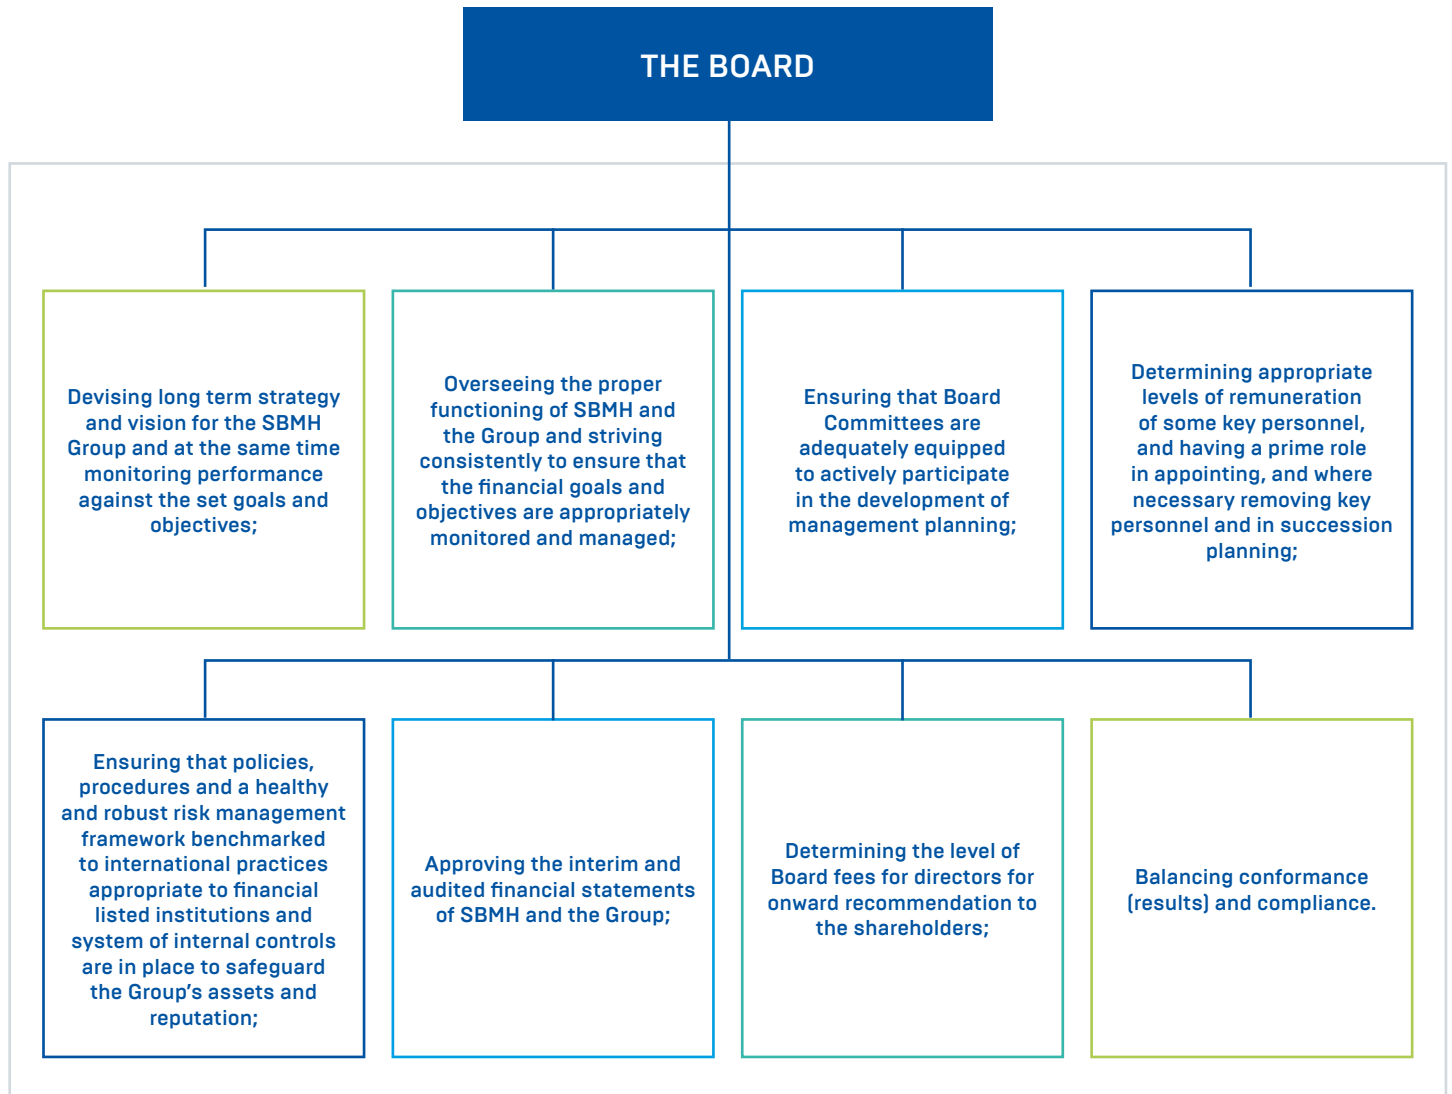 THE BOARD
Devising long term strategy
and vision for the SBMH
Group and at the same time
monitoring performance
against the set goals and
objectives;
Overseeing the proper
functioning of SBMH and
the Group and striving
consistently to ensure that
the financial goals and
objectives are appropriately
monitored and managed;
Ensuring that Board
Committees are
adequately equipped
to actively participate
in the development of
management planning;
Determining appropriate
levels of remuneration
of some key personnel,
and having a prime role
in appointing, and where
necessary removing key
personnel and in succession
planning;
Ensuring that policies,
procedures and a healthy
and robust risk management
framework benchmarked
to international practices
appropriate to financial
listed institutions and
system of internal controls
are in place to safeguard
the Group's assets and
reputation;
Approving the interim and
audited financial statements
of SBMH and the Group;
Determining the level of
Board fees for directors for
onward recommendation to
the shareholders;
Balancing conformance
(results) and compliance.